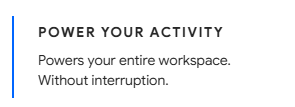 POWER YOUR ACTIVITY
Powers your entire workspace.
Without interruption.